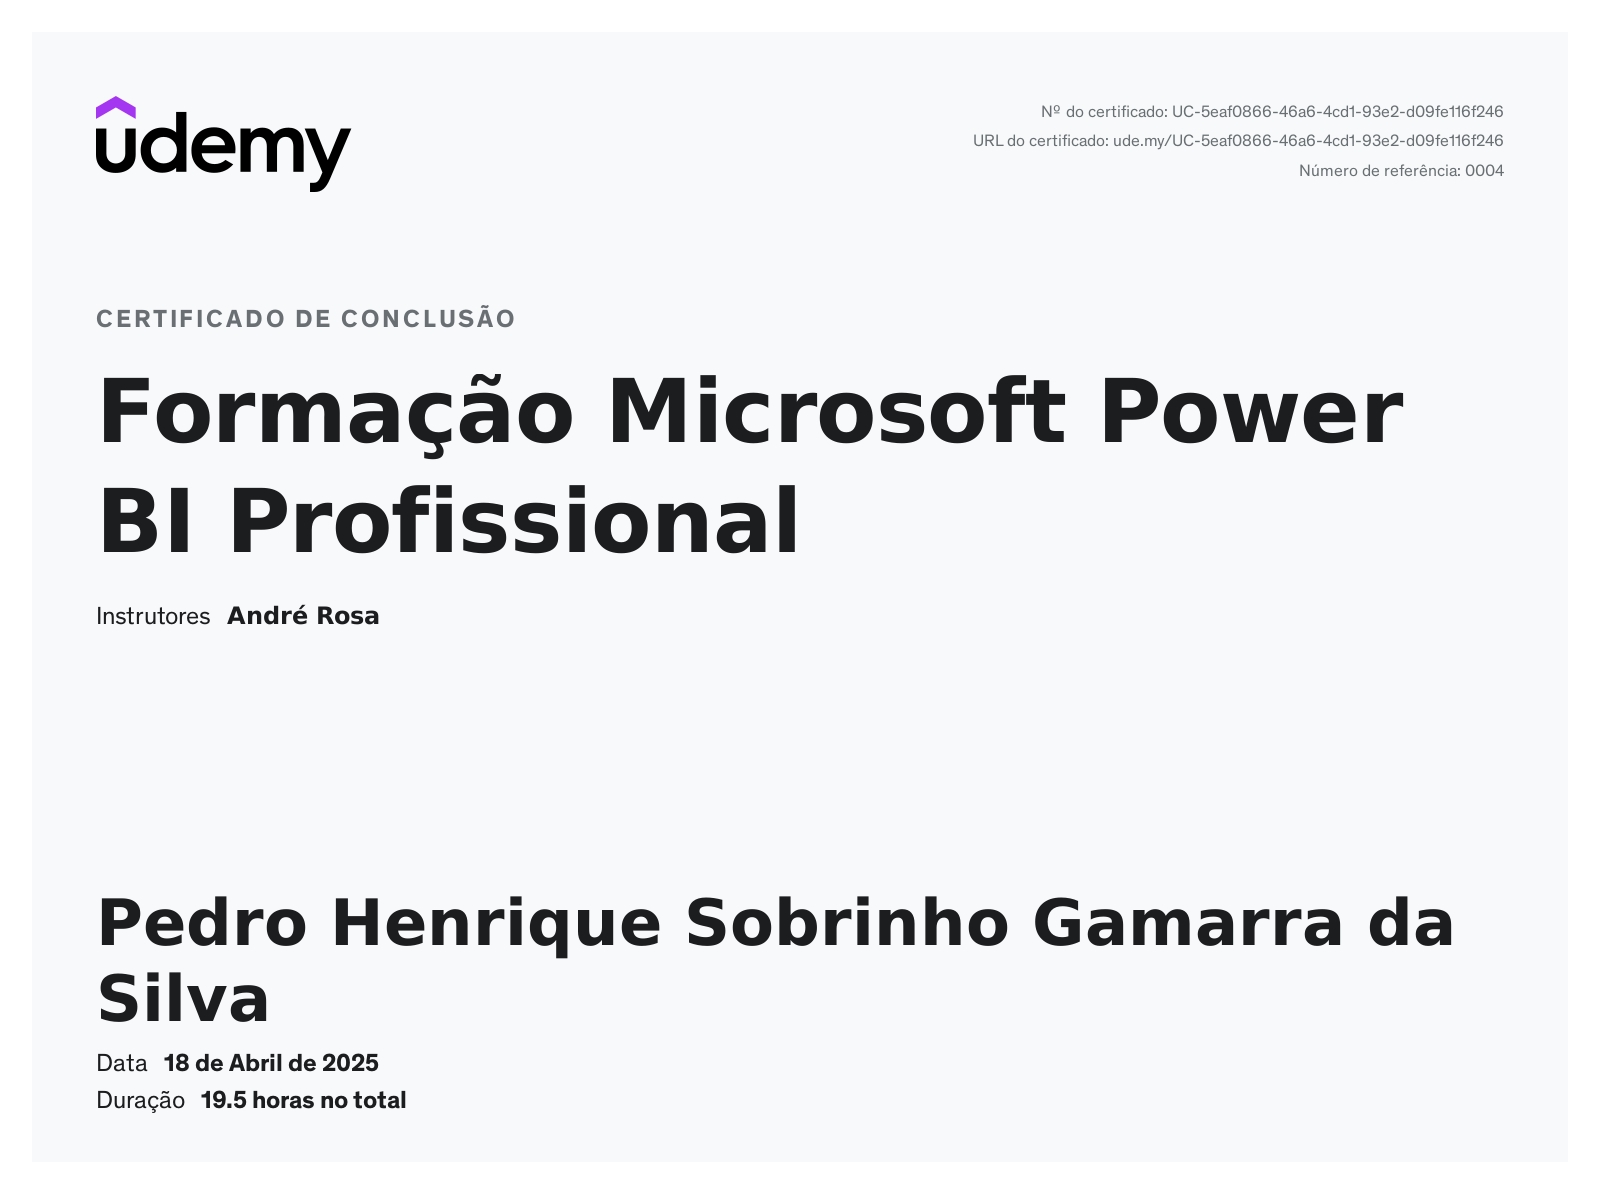 udemy
Nº do certificado: UC-5eaf0866-46a6-4cd1-93e2-d09fe116f246
URL do certificado: ude.my/UC-5eaf0866-46a6-4cd1-93e2-d09fe116f246
Número de referência: 0004
CERTIFICADO DE CONCLUSÃO
Formação Microsoft Power
BI Profissional
Instrutores André Rosa
Pedro Henrique Sobrinho Gamarra da
Silva
Data 18 de Abril de 2025
Duração 19.5 horas no total